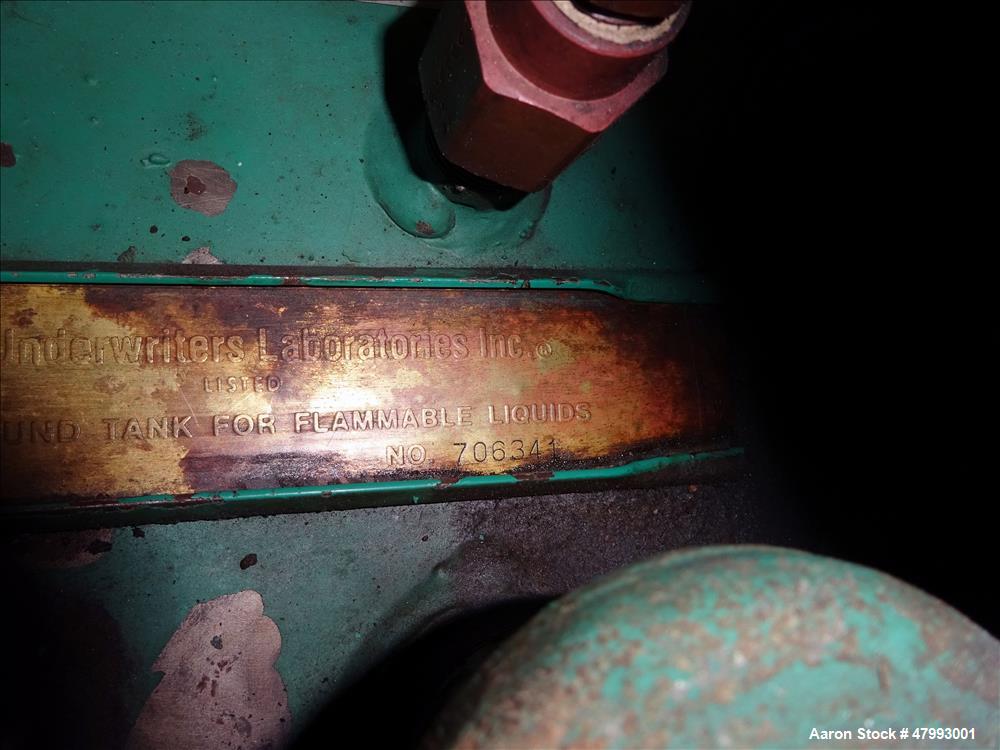 Underwriters Laboratories Inc.®
LISTED
UND TANK FOR FLAMMABLE LIQUIDS
NO. 706341
Aaron Stock # 47993001